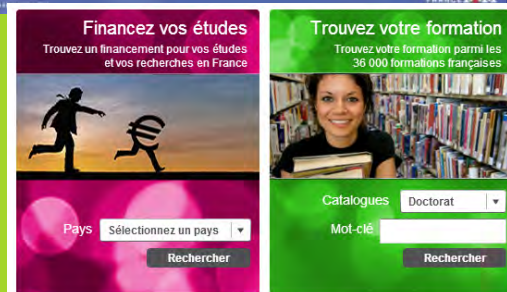 FRANCE
Financez vos études
Trouvez un financement pour vos études
et vos recherches en France
Pays
Sélectionnez un pays
Rechercher
Trouvez votre formation
Trouvez votre formation parmi les
36 000 formations françaises
Catalogues
Doctorat
Mot-clé
Rechercher